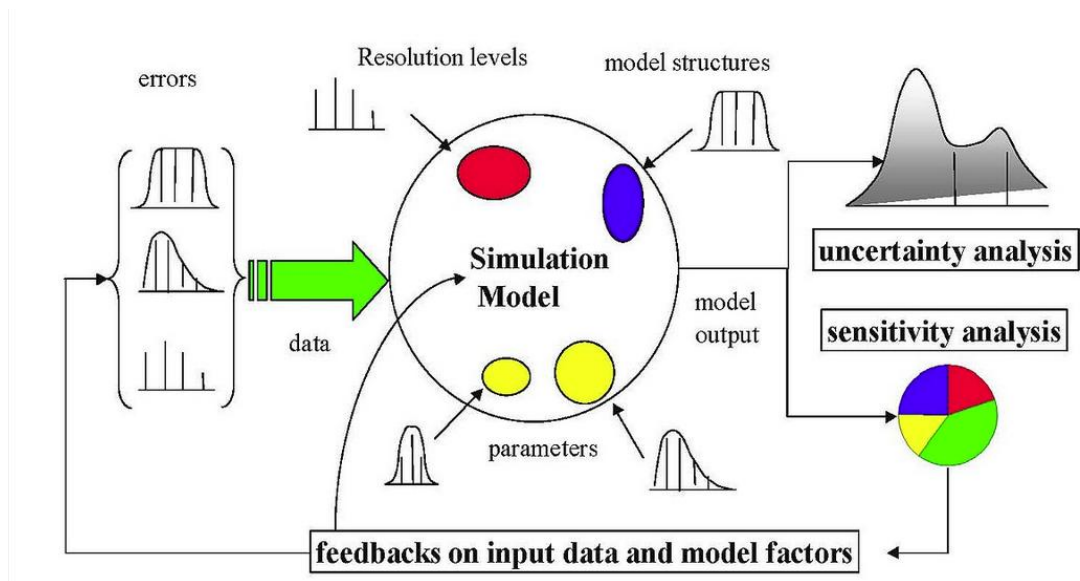 errors
Resolution levels
model structures
data
Simulation
Model
parameters
model
output
uncertainty analysis
sensitivity analysis
feedbacks on input data and model factors